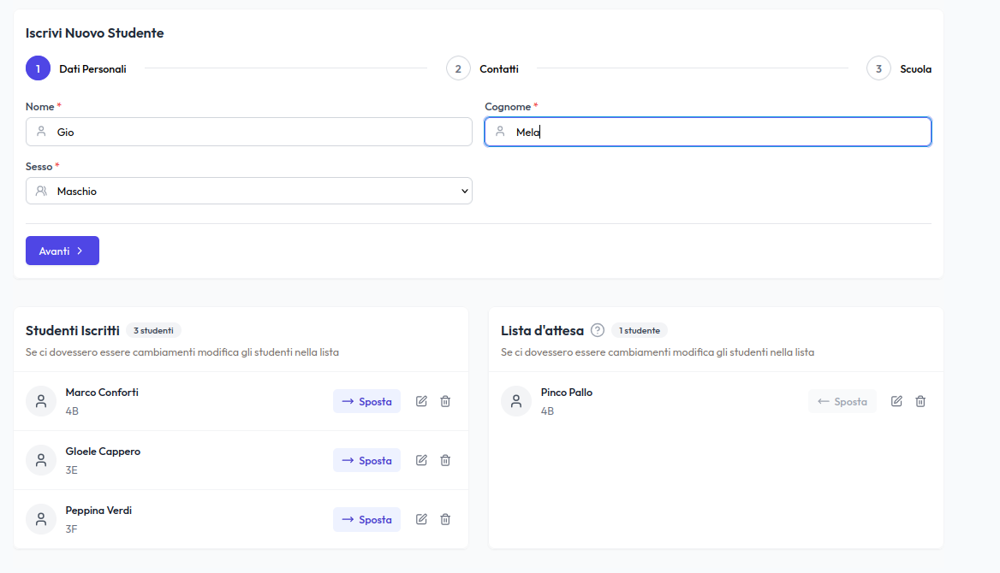 Iscrivi Nuovo Studente
1 Dati Personali 2 Contatti 3 Scuola
Nome * Cognome *
Gio Mela
Sesso *
Maschio
Avanti
Studenti Iscritti 3 studenti
Se ci dovessero essere cambiamenti modifica gli studenti nella lista
Marco Conforti
4B
→ Sposta
GIoele Cappero
3E
→ Sposta
Peppina Verdi
3F
→ Sposta
Lista d'attesa ? 1 studente
Se ci dovessero essere cambiamenti modifica gli studenti nella lista
Pinco Pallo
4B
← Sposta